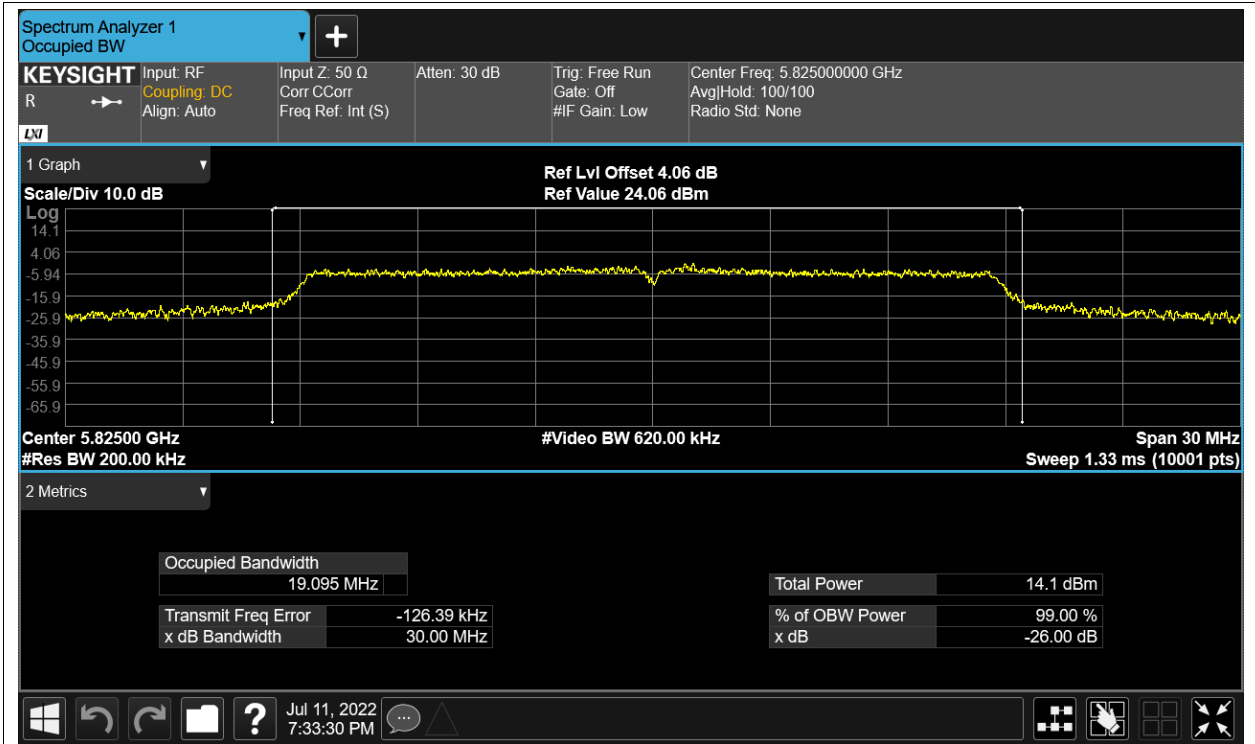 Spectrum Analyzer 1
Occupied BW
+
KEYSIGHT
R
LXI
Input: RF
Coupling: DC
Align: Auto
Input Z: 50 Ω
Corr CCorr
Freq Ref: Int (S)
Atten: 30 dB
Trig: Free Run
Gate: Off
#IF Gain: Low
Center Freq: 5.825000000 GHz
Avg|Hold: 100/100
Radio Std: None
1 Graph
Scale/Div 10.0 dB
Ref Lvl Offset 4.06 dB
Ref Value 24.06 dBm
Log
14.1
4.06
-5.94
-15.9
-25.9
-35.9
-45.9
-55.9
-65.9
Center 5.82500 GHz
#Res BW 200.00 kHz
#Video BW 620.00 kHz
Span 30 MHz
Sweep 1.33 ms (10001 pts)
2 Metrics
Occupied Bandwidth
19.095 MHz
Transmit Freq Error -126.39 kHz
x dB Bandwidth 30.00 MHz
Total Power 14.1 dBm
% of OBW Power 99.00 %
x dB -26.00 dB
?
Jul 11, 2022
7:33:30 PM